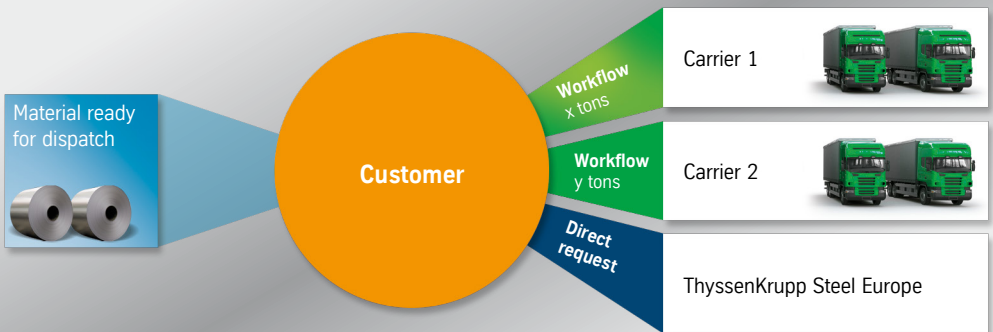 Material ready
for dispatch
Customer
Workflow
x tons
Workflow
y tons
Direct
request
Carrier 1
Carrier 2
ThyssenKrupp Steel Europe